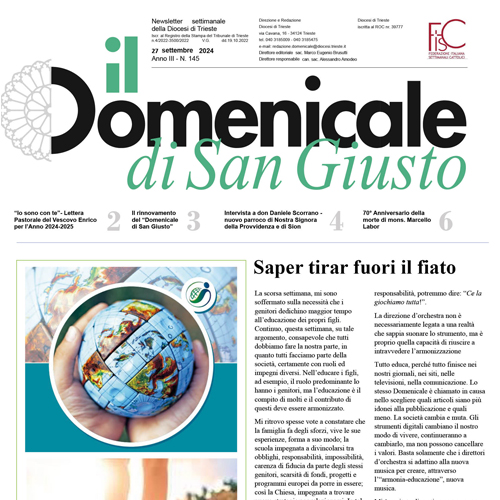 Newsletter settimanale
della Diocesi di Trieste
Iscr. al Registro della Stampa del Tribunale di Trieste
n.4/2022-3500/2022 V.G. dd.19.10.2022
27 settembre 2024
Anno III - N. 145
Direzione e Redazione
Diocesi di Trieste
via Cavana, 16 - 34124 Trieste
tel. 040 3185009 - 040 3185475
e-mail redazione.domenicale@diocesi.trieste.it
Direttore editoriale sac. Marco Eugenio Brusutti
Direttore responsabile can. sac. Alessandro Amodeo
Diocesi di Trieste
iscritta al ROC nr. 39777
FISC
FEDERAZIONE ITALIANA
SETTIMANALI CATTOLICI
il
Domenicale
di San Giusto
"Io sono con te"- Lettera
Pastorale del Vescovo Enrico
per l'Anno 2024-2025
2
Il rinnovamento
del "Domenicale
di San Giusto"
3
Intervista a don Daniele Scorrano -
nuovo parroco di Nostra Signora
della Provvidenza e di Sion
4
70° Anniversario della
morte di mons. Marcello
Labor
6
Saper tirar fuori il fiato
La scorsa settimana, mi sono
soffermato sulla necessità che i
genitori dedichino maggior tempo
all'educazione dei propri figli.
Continuo, questa settimana, su tale
argomento, consapevole che tutti
dobbiamo fare la nostra parte, in
quanto tutti facciamo parte della
società, certamente con ruoli ed
impegni diversi. Nell'educare i figli,
ad esempio, il ruolo predominante lo
hanno i genitori, ma l'educazione è il
compito di molti e il contributo di
questi deve essere armonizzato.
Mi ritrovo spesse vote a constatare che
la famiglia fa degli sforzi, vive le sue
esperienze, forma a suo modo; la
scuola impegnata a divincolarsi tra
obblighi, responsabilità, impossibilità,
carenza di fiducia da parte degli stessi
genitori, scarsità di fondi, progetti e
programmi europei da porre in essere;
così la Chiesa, impegnata a trovare
responsabilità, potremmo dire: "Ce la
giochiamo tutta!".
La direzione d'orchestra non è
necessariamente legata a una realtà
che sappia suonare lo strumento, ma è
proprio quella capacità di riuscire a
intravvedere l'armonizzazione
Tutto educa, perché tutto finisce nei
nostri giornali, nei siti, nelle
televisioni, nella comunicazione. Lo
stesso Domenicale è chiamato in causa
nello scegliere quali articoli siano più
idonei alla pubblicazione e quali
meno. La società cambia e muta. Gli
strumenti digitali cambiano il nostro
modo di vivere, continueranno a
cambiarlo, ma non possono cancellare
i valori. Basta solamente che i direttori
d'orchestra si adattino alla nuova
musica per creare, attraverso
l'"armonia-educazione", nuova
musica.